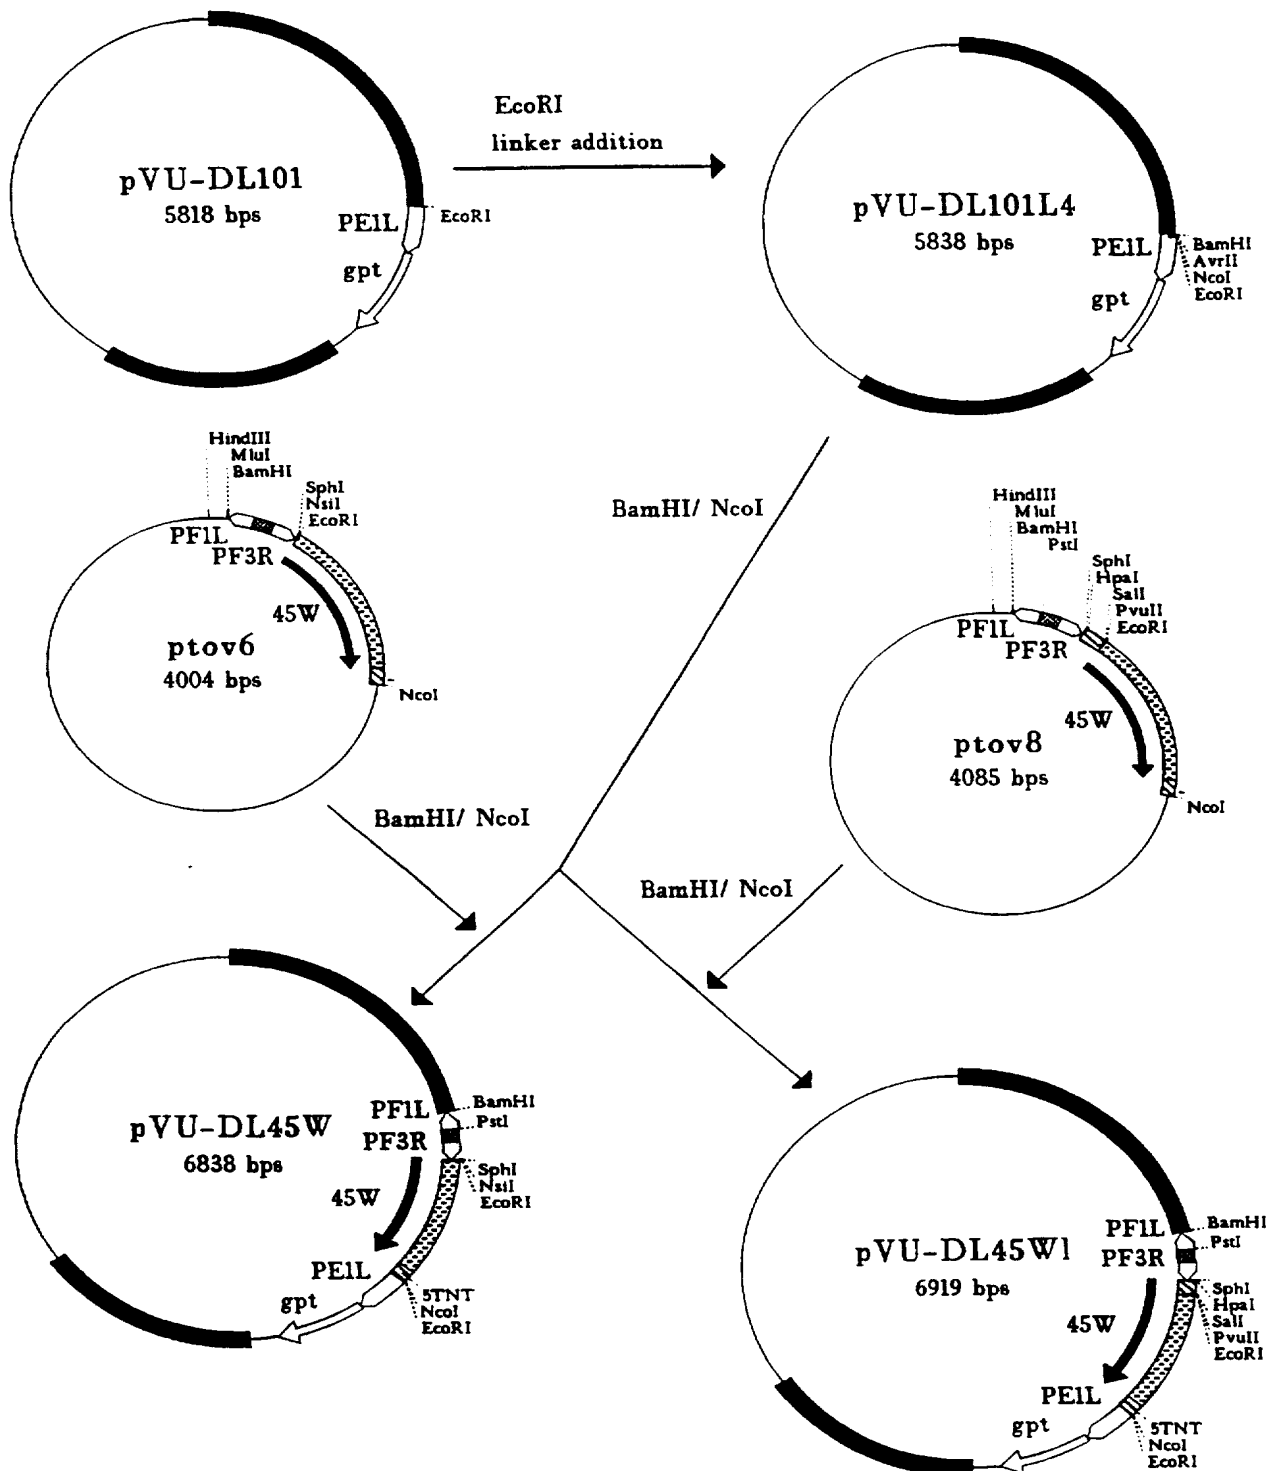 pVU-DL101
5818 bps
PE1L
EcoRI
gpt
EcoRI
linker addition
pVU-DL101L4
5838 bps
PE1L
BamHI
AvrII
NcoI
EcoRI
gpt
HindIII
MluI
BamHI
SphI
NsiI
EcoRI
PF1L
PF3R
45W
ptov6
4004 bps
NcoI
BamHI/ NcoI
HindIII
MluI
BamHI
PstI
SphI
HpaI
SalI
PvuII
EcoRI
PF1L
PF3R
45W
ptov8
4085 bps
NcoI
BamHI/ NcoI
BamHI/ NcoI
pVU-DL45W
6838 bps
PF1L
PF3R
BamHI
PstI
45W
SphI
NsiI
EcoRI
PE1L
gpt
5TNT
NcoI
EcoRI
pVU-DL45W1
6919 bps
PF1L
PF3R
BamHI
PstI
45W
SphI
HpaI
SalI
PvuII
EcoRI
PE1L
gpt
5TNT
NcoI
EcoRI